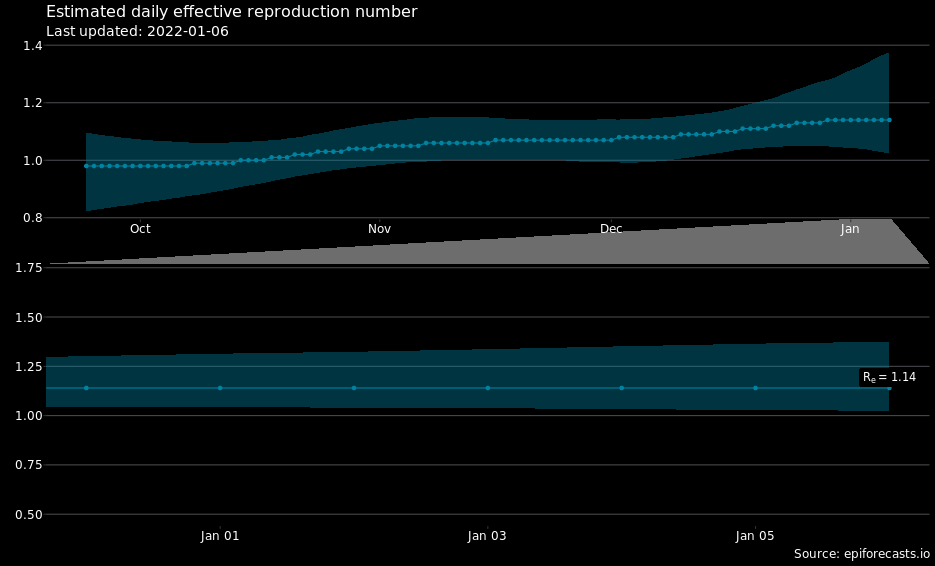 Estimated daily effective reproduction number
Last updated: 2022-01-06
1.4
1.2
1.0
0.8
Oct Nov Dec Jan
1.75
1.50
1.25
Re = 1.14
1.00
0.75
0.50
Jan 01 Jan 03 Jan 05
Source: epiforecasts.io